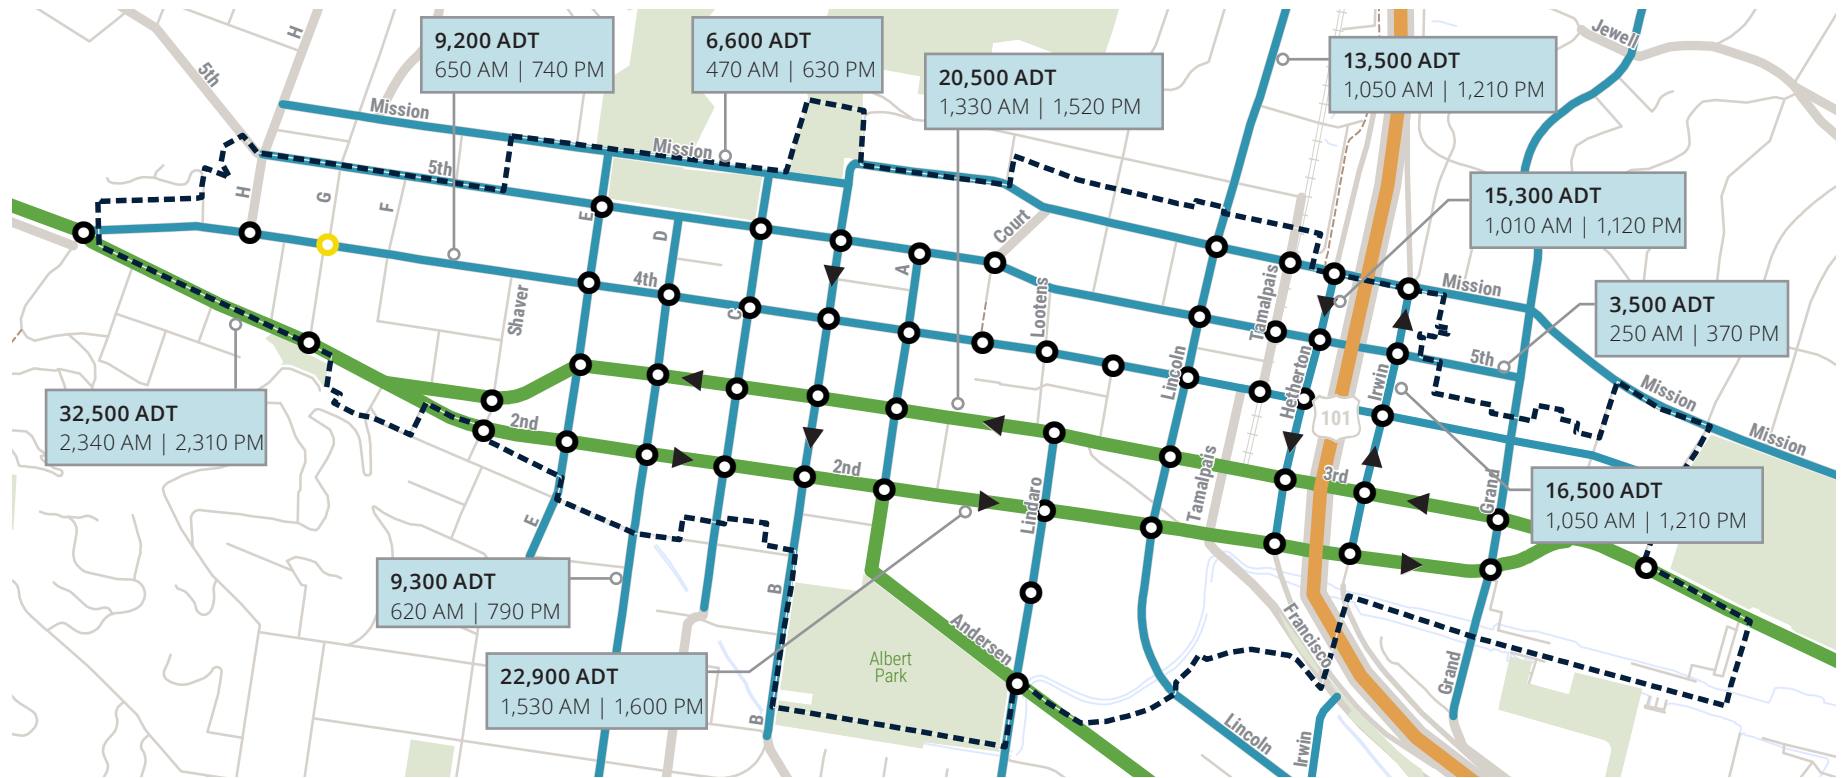 H
5th
9,200 ADT
650 AM | 740 PM
6,600 ADT
470 AM | 630 PM
20,500 ADT
1,330 AM | 1,520 PM
13,500 ADT
1,050 AM | 1,210 PM
Jewell
Mission
Mission
5th
H
G
F
E
D
Court
A
15,300 ADT
1,010 AM | 1,120 PM
Mission
Tamalpais
4th
C
Lootens
Shaver
3,500 ADT
250 AM | 370 PM
5th
Lincoln
Hetherton
Irwin
Mission
Mission
101
32,500 ADT
2,340 AM | 2,310 PM
2nd
2nd
3rd
Tamalpais
Grand
Lindaro
E
16,500 ADT
1,050 AM | 1,210 PM
9,300 ADT
620 AM | 790 PM
B
Andersen
Francisco
Albert
Park
22,900 ADT
1,530 AM | 1,600 PM
B
Grand
Lincoln
Irwin